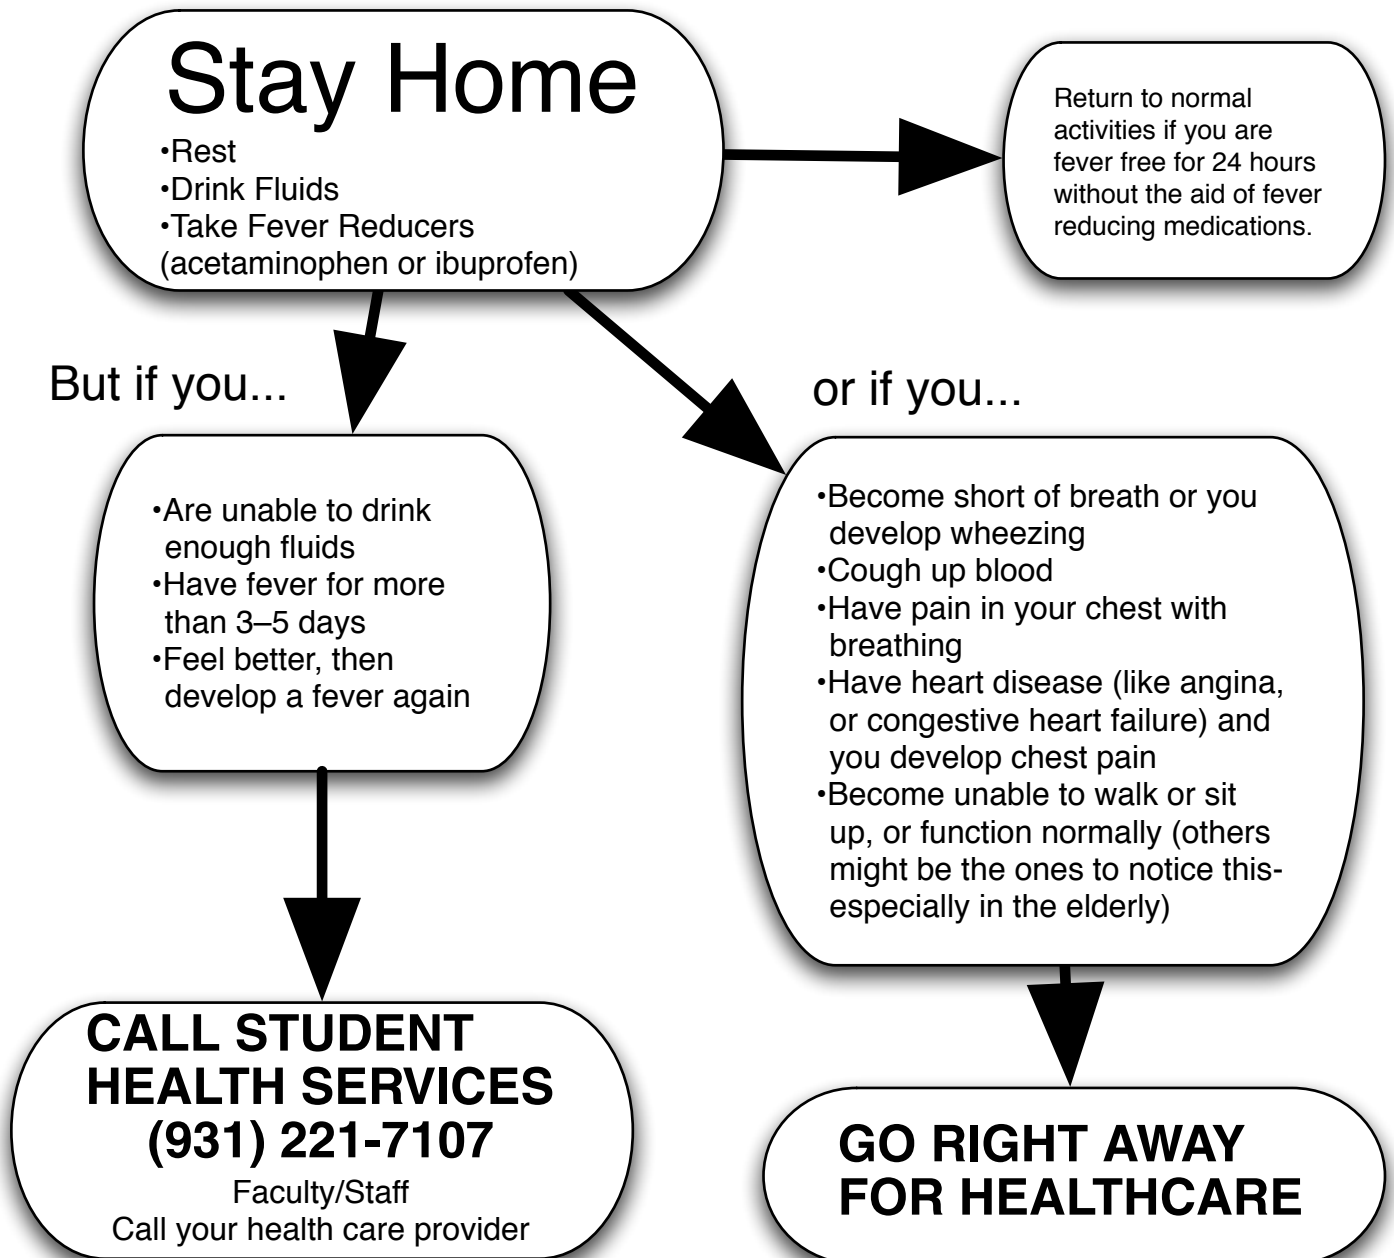 Stay Home
•Rest
•Drink Fluids
•Take Fever Reducers
(acetaminophen or ibuprofen)
Return to normal
activities if you are
fever free for 24 hours
without the aid of fever
reducing medications.
But if you...
•Are unable to drink
enough fluids
•Have fever for more
than 3–5 days
•Feel better, then
develop a fever again
or if you...
•Become short of breath or you
develop wheezing
•Cough up blood
•Have pain in your chest with
breathing
•Have heart disease (like angina,
or congestive heart failure) and
you develop chest pain
•Become unable to walk or sit
up, or function normally (others
might be the ones to notice this-
especially in the elderly)
CALL STUDENT
HEALTH SERVICES
(931) 221-7107
Faculty/Staff
Call your health care provider
GO RIGHT AWAY
FOR HEALTHCARE